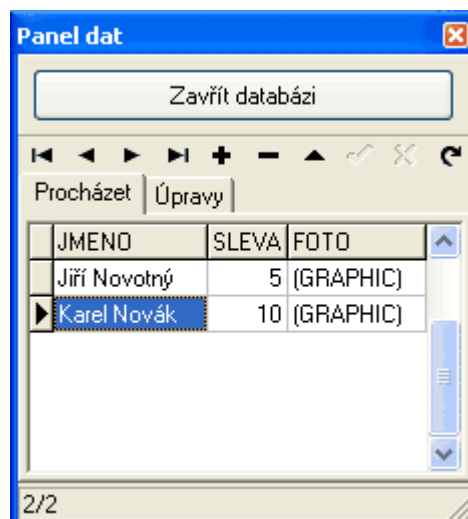 Panel dat
Zavřít databázi
Procházet Úpravy
JMENO SLEVA FOTO
Jiří Novotný 5 (GRAPHIC)
Karel Novák 10 (GRAPHIC)
2/2